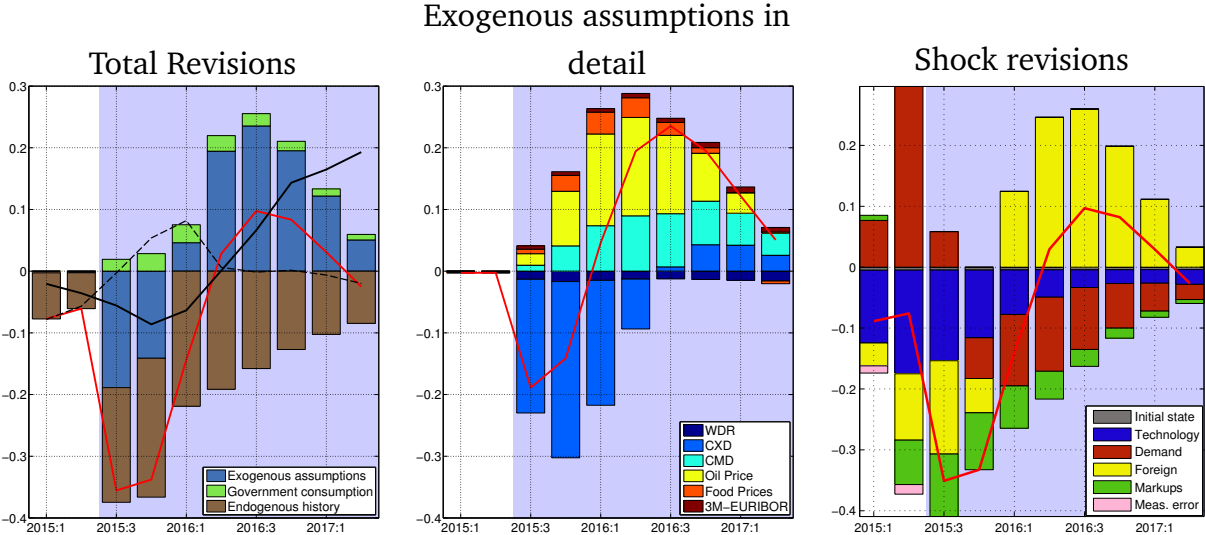 Exogenous assumptions in
detail
Total Revisions
Shock revisions
0.3
0.2
0.1
0
−0.1
−0.2
−0.3
−0.4
2015:1 2015:3 2016:1 2016:3 2017:1
Exogenous assumptions
Government consumption
Endogenous history
0.3
0.2
0.1
0
−0.1
−0.2
−0.3
−0.4
2015:1 2015:3 2016:1 2016:3 2017:1
WDR
CXD
CMD
Oil Price
Food Prices
3M−EURIBOR
0.2
0.1
0
−0.1
−0.2
−0.3
−0.4
2015:1 2015:3 2016:1 2016:3 2017:1
Initial state
Technology
Demand
Foreign
Markups
Meas. error